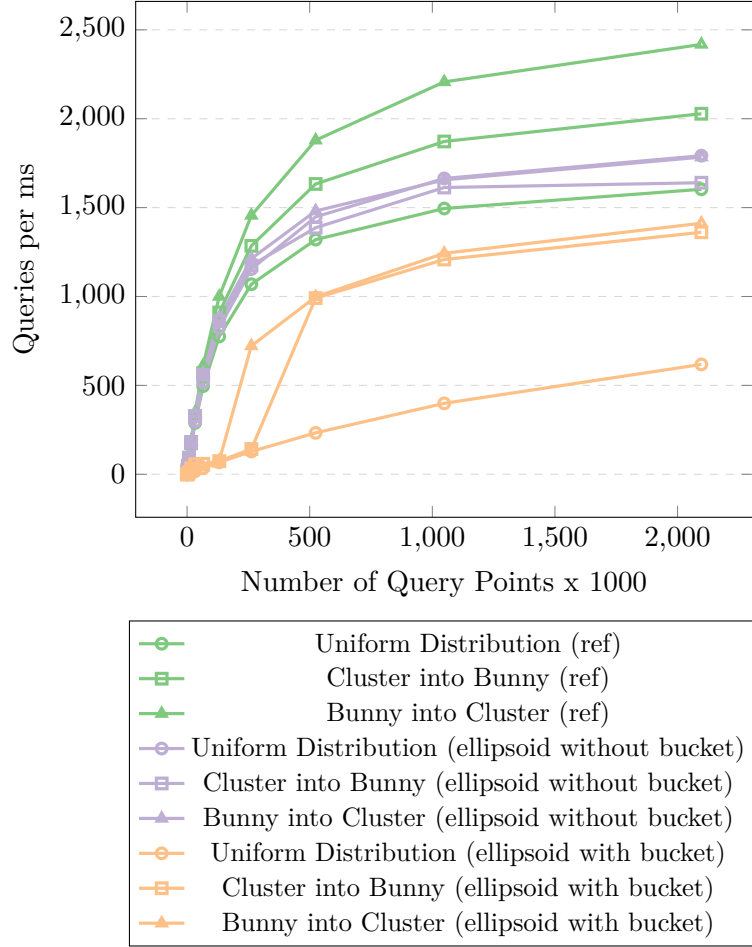 2,500
2,000
1,500
1,000
500
0
Queries per ms
0 500 1,000 1,500 2,000
Number of Query Points x 1000
Uniform Distribution (ref)
Cluster into Bunny (ref)
Bunny into Cluster (ref)
Uniform Distribution (ellipsoid without bucket)
Cluster into Bunny (ellipsoid without bucket)
Bunny into Cluster (ellipsoid without bucket)
Uniform Distribution (ellipsoid with bucket)
Cluster into Bunny (ellipsoid with bucket)
Bunny into Cluster (ellipsoid with bucket)